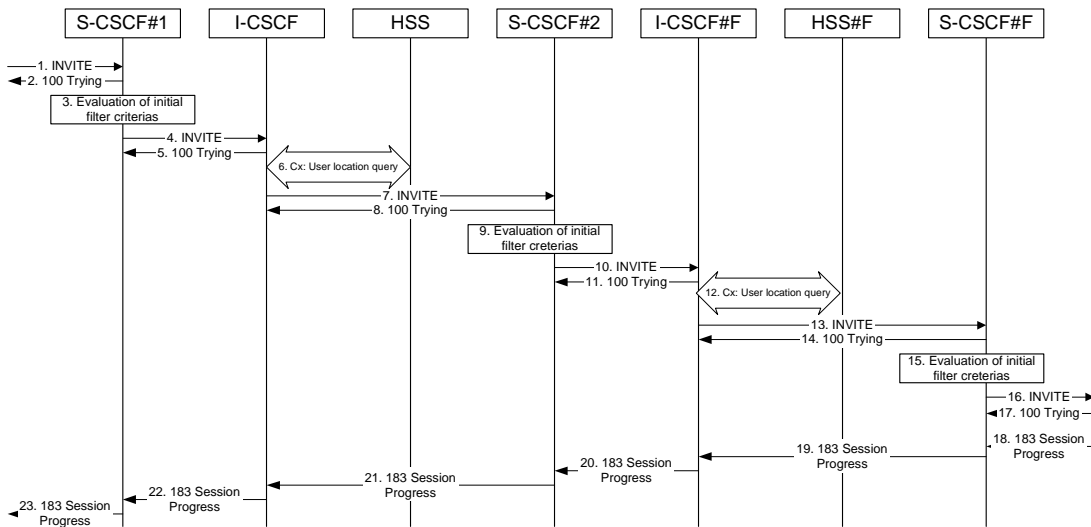 S-CSCF#1
I-CSCF
HSS
S-CSCF#2
I-CSCF#F
HSS#F
S-CSCF#F
1. INVITE
2. 100 Trying
3. Evaluation of initial
filter criterias
4. INVITE
5. 100 Trying
6. Cx: User location query
7. INVITE
8. 100 Trying
9. Evaluation of initial
filter creterias
10. INVITE
11. 100 Trying
12. Cx: User location query
13. INVITE
14. 100 Trying
15. Evaluation of initial
filter creterias
16. INVITE
17. 100 Trying
18. 183 Session
Progress
19. 183 Session
Progress
20. 183 Session
Progress
21. 183 Session
Progress
22. 183 Session
Progress
23. 183 Session
Progress